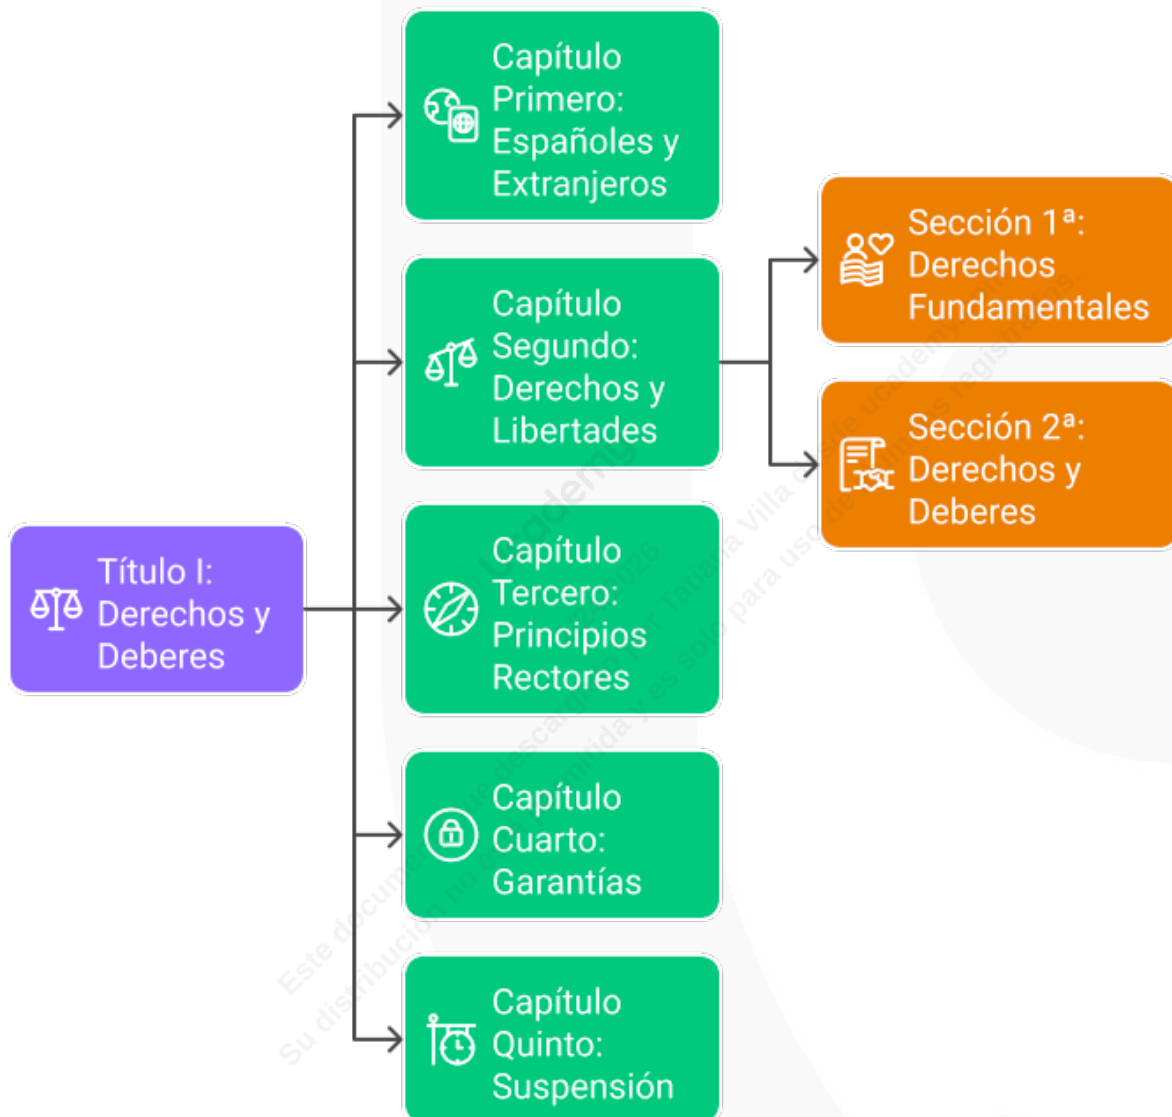 Capítulo
Primero:
Españoles y
Extranjeros
Capítulo
Segundo:
Derechos y
Libertades
Sección 1ª:
Derechos
Fundamentales
Sección 2ª:
Derechos y
Deberes
Título I:
Derechos y
Deberes
Capítulo
Tercero:
Principios
Rectores
Capítulo
Cuarto:
Garantías
Capítulo
Quinto:
Suspensión
ucademy